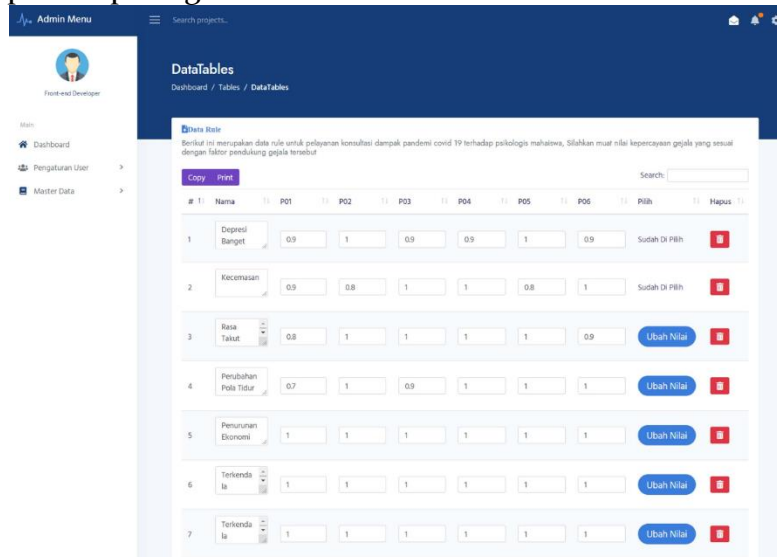 Admin Menu
Search projects..
Front-end Developer
Main
Dashboard
Pengaturan User
Master Data
DataTables
Dashboard / Tables / DataTables
Data Rule
Berikut ini merupakan data rule untuk pelayanan konsultasi dampak pandemi covid 19 terhadap psikologis mahaiswa, Silahkan muat nilai kepercayaan gejala yang sesuai
dengan faktor pendukung gejala tersebut
Copy Print
Search:
# Nama P01 P02 P03 P04 P05 P06 Pilih Hapus
1 Depresi Banget 0.9 1 0.9 0.9 1 0.9 Sudah Di Pilih
2 Kecemasan 0.9 0.8 1 1 0.8 1 Sudah Di Pilih
3 Rasa Takut 0.8 1 1 1 1 0.9 Ubah Nilai
4 Perubahan Pola Tidur 0.7 1 0.9 1 1 1 Ubah Nilai
5 Penurunan Ekonomi 1 1 1 1 1 1 Ubah Nilai
6 Terkenda la 1 1 1 1 1 1 Ubah Nilai
7 Terkenda la 1 1 1 1 1 1 Ubah Nilai